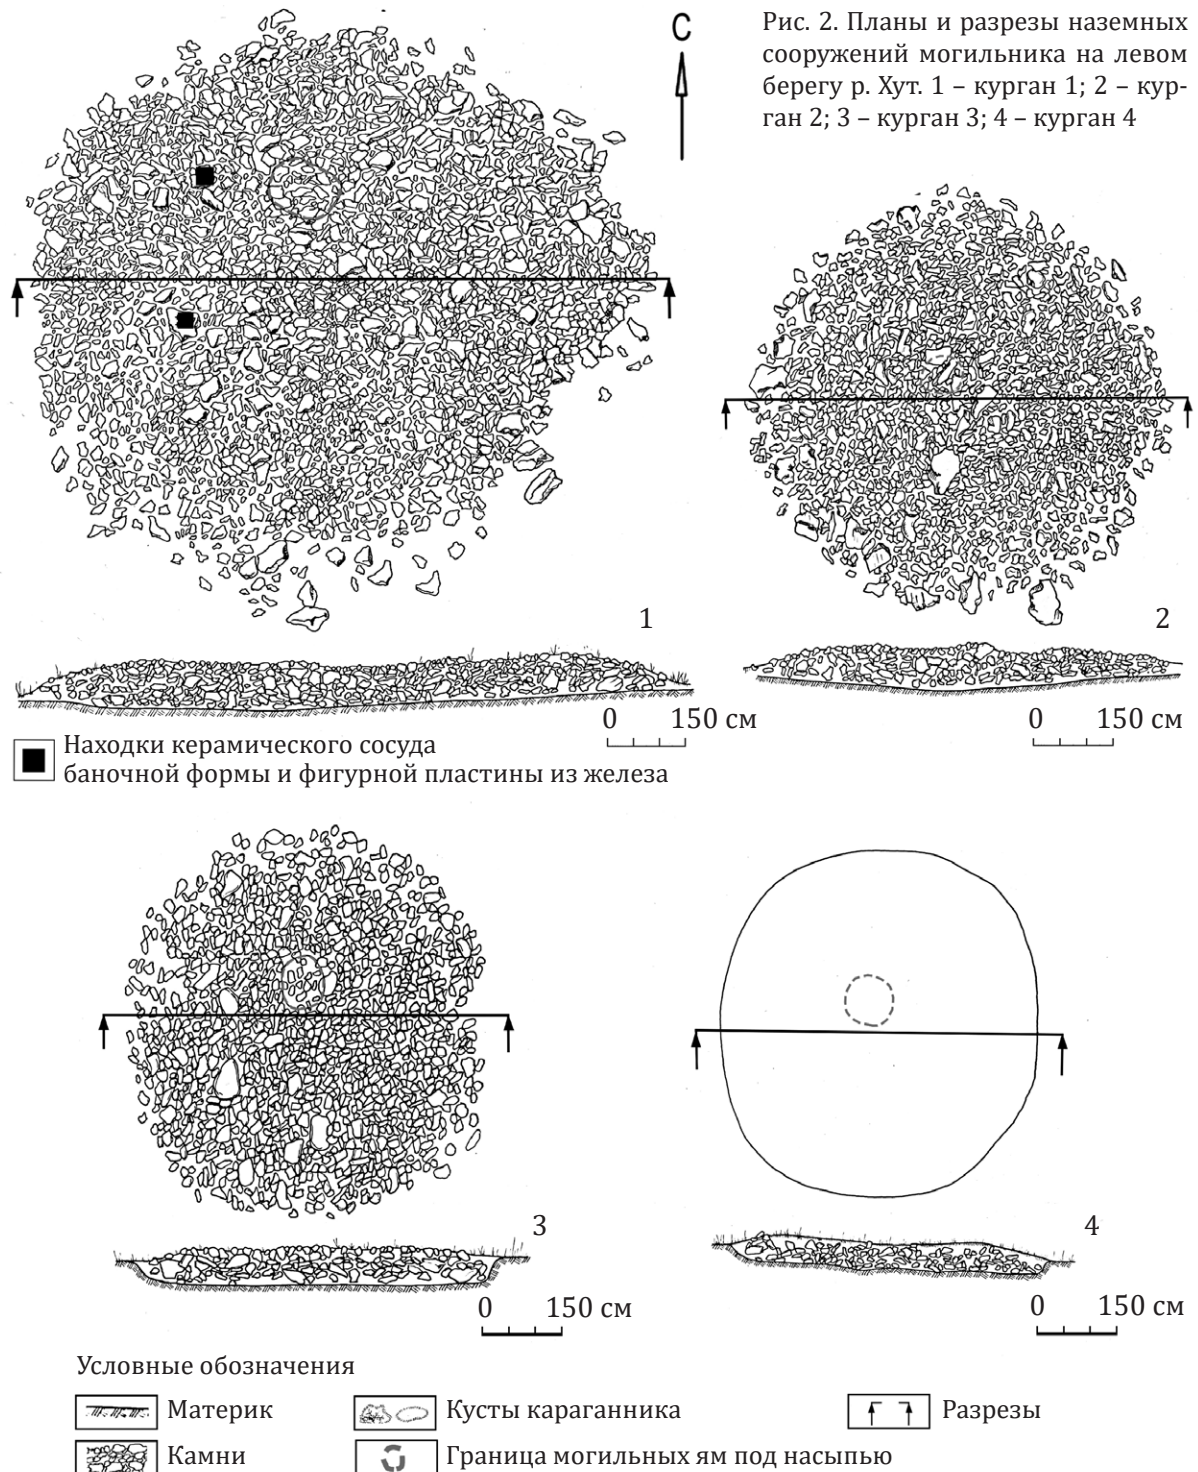 С
Рис. 2. Планы и разрезы наземных
сооружений могильника на левом
берегу р. Хут. 1 – курган 1; 2 – кур-
ган 2; 3 – курган 3; 4 – курган 4
1
2
0 150 см
0 150 см
Находки керамического сосуда
баночной формы и фигурной пластины из железа
3
4
0 150 см
0 150 см
Условные обозначения
Материк
Кусты караганника
Разрезы
Камни
Граница могильных ям под насыпью